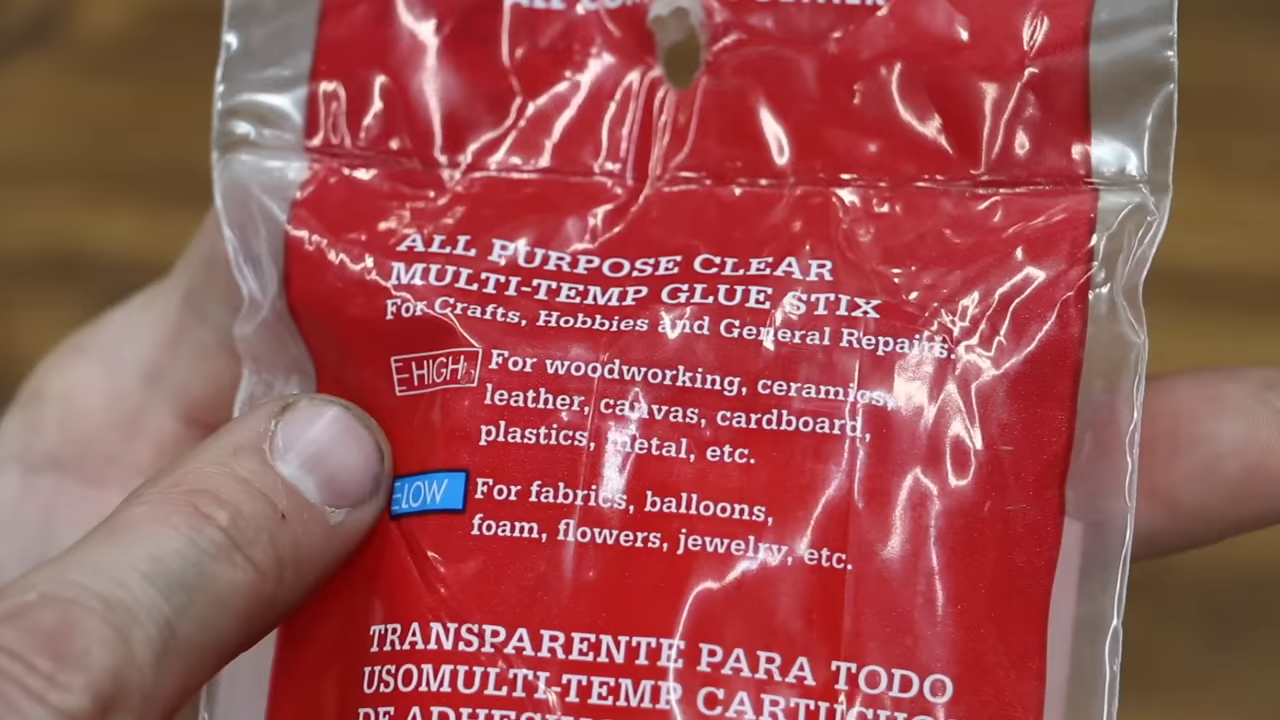 ALL PURPOSE CLEAR
MULTI-TEMP GLUE STIX
For Crafts, Hobbies and General Repairs.
HIGH For woodworking, ceramics,
leather, canvas, cardboard,
plastics, metal, etc.
LOW For fabrics, balloons,
foam, flowers, jewelry, etc.
TRANSPARENTE PARA TODO
USOMULTI-TEMP